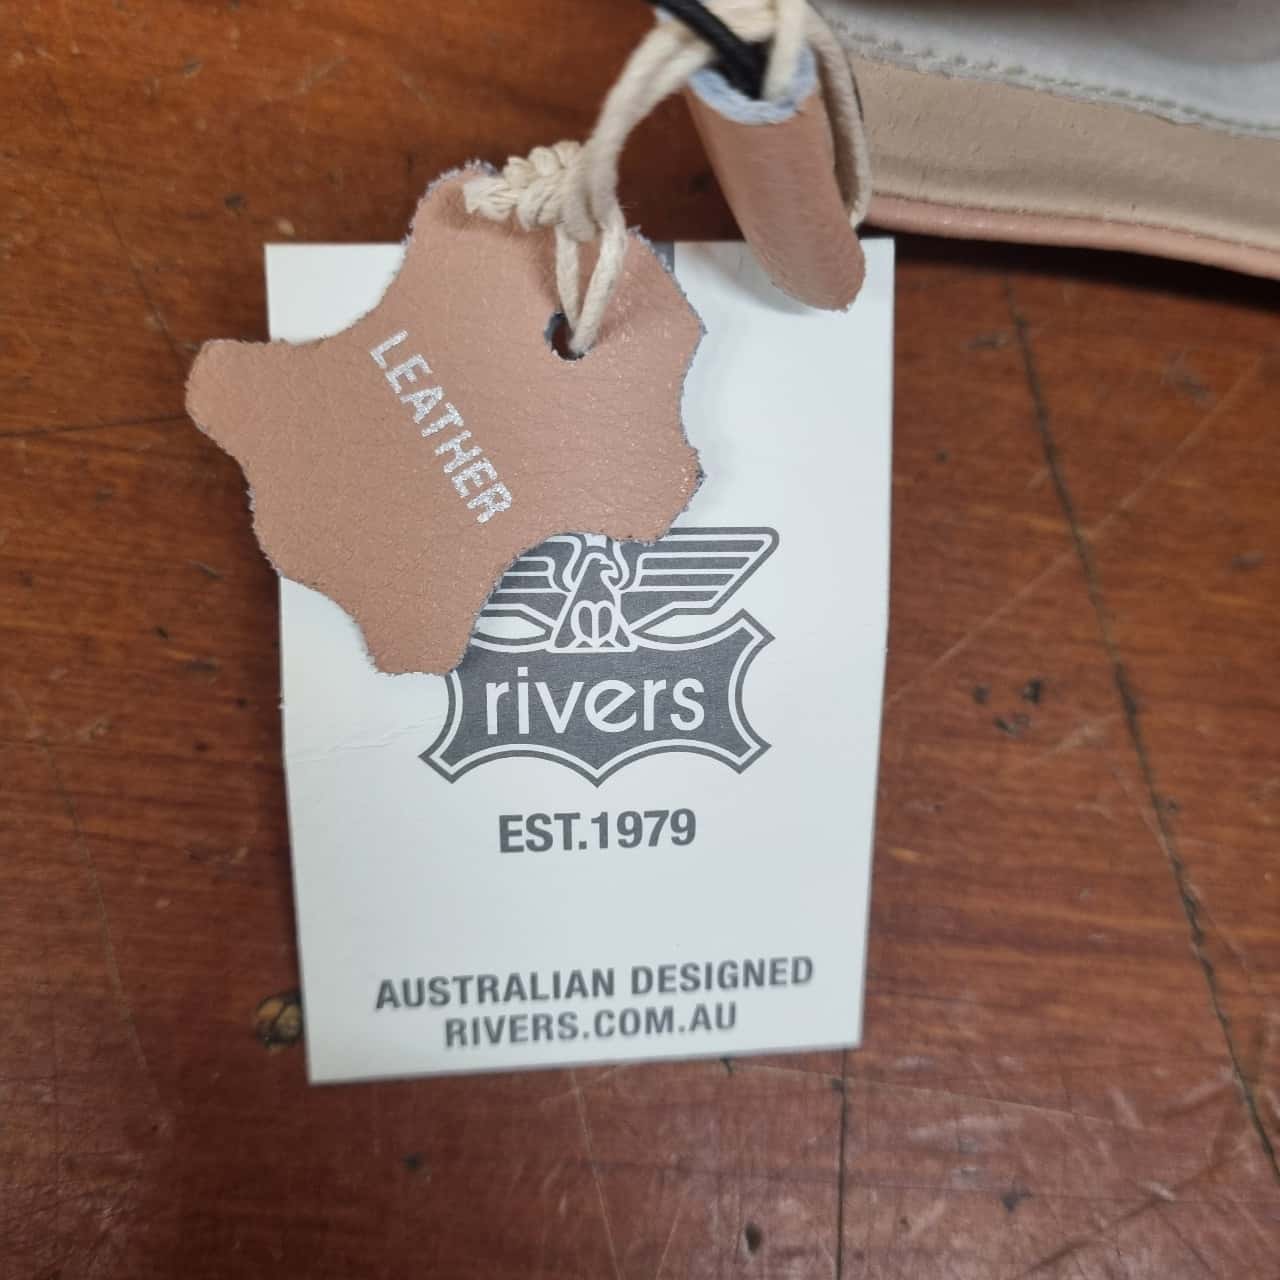 LEATHER
rivers
EST.1979
AUSTRALIAN DESIGNED
RIVERS.COM.AU